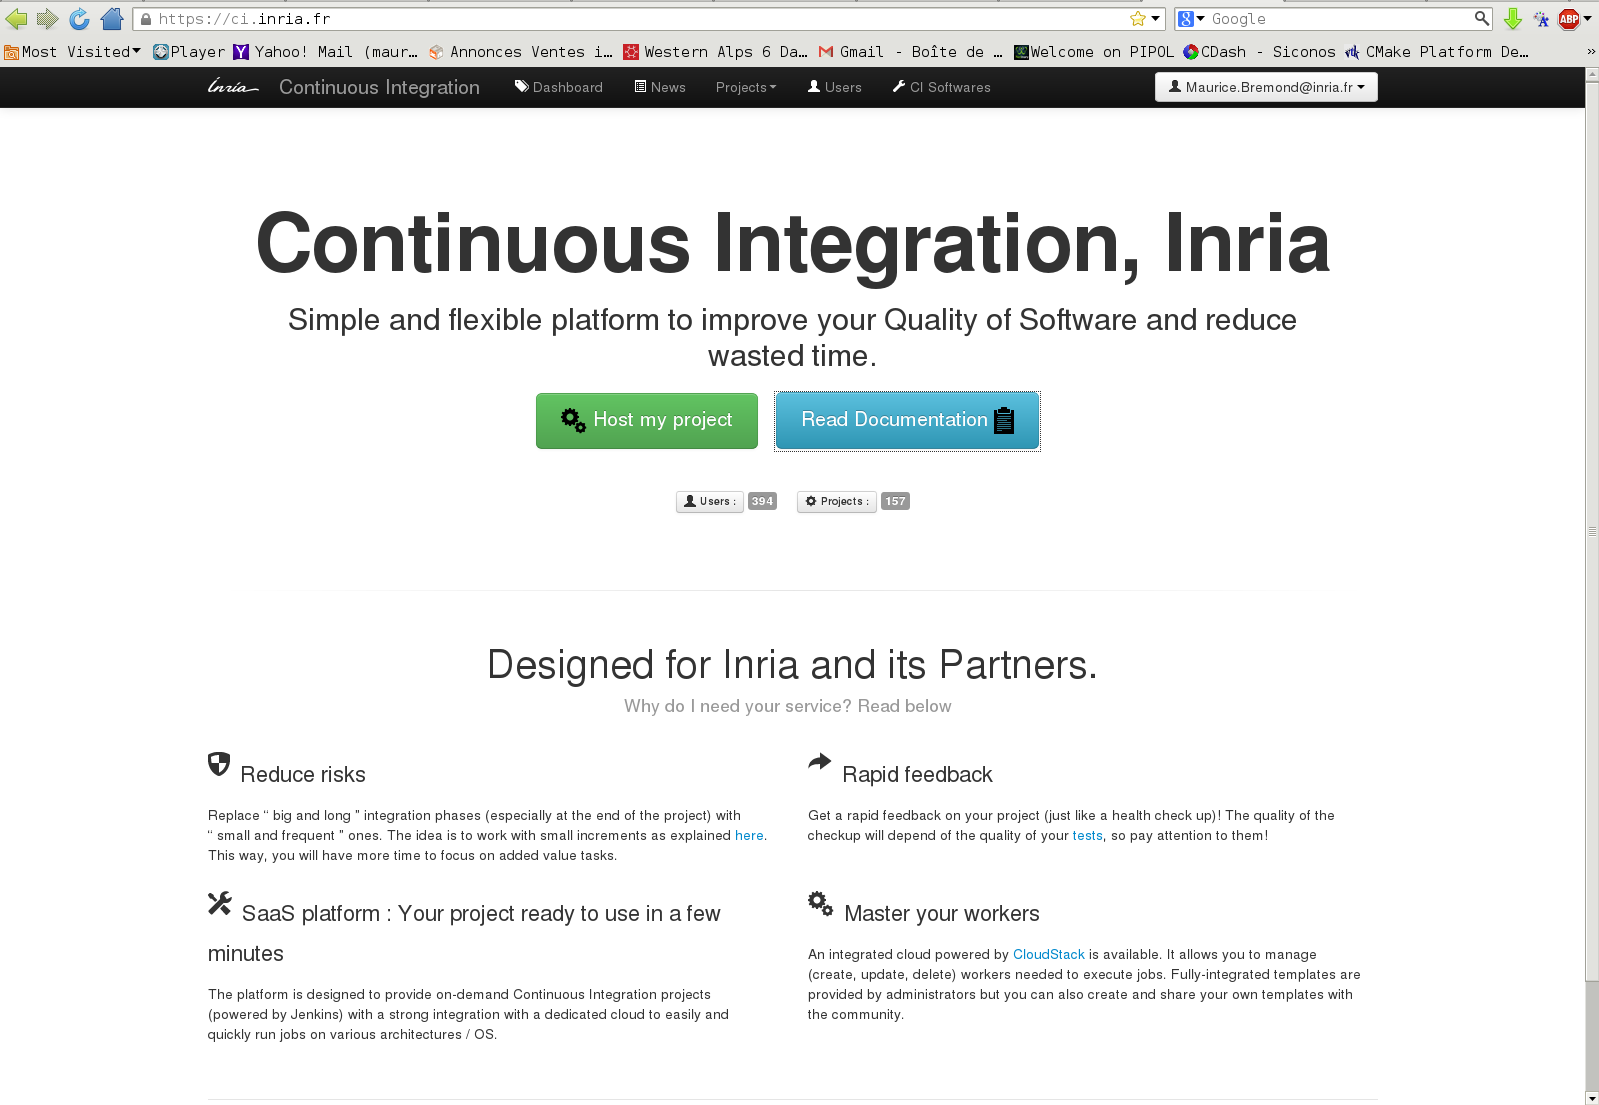 https://ci.inria.fr
Google
ABP
Most Visited
Player
Yahoo! Mail (maur...
Annonces Ventes i...
Western Alps 6 Da...
Gmail - Boîte de ...
Welcome on PIPOL
CDash - Siconos
CMake Platform De...
»
Inria
Continuous Integration
Dashboard
News
Projects
Users
CI Softwares
Maurice.Bremond@inria.fr
Continuous Integration, Inria
Simple and flexible platform to improve your Quality of Software and reduce
wasted time.
Host my project
Read Documentation
Users : 394
Projects : 157
Designed for Inria and its Partners.
Why do I need your service? Read below
Reduce risks
Replace “ big and long ” integration phases (especially at the end of the project) with
“ small and frequent ” ones. The idea is to work with small increments as explained here.
This way, you will have more time to focus on added value tasks.
Rapid feedback
Get a rapid feedback on your project (just like a health check up)! The quality of the
checkup will depend of the quality of your tests, so pay attention to them!
SaaS platform : Your project ready to use in a few
minutes
The platform is designed to provide on-demand Continuous Integration projects
(powered by Jenkins) with a strong integration with a dedicated cloud to easily and
quickly run jobs on various architectures / OS.
Master your workers
An integrated cloud powered by CloudStack is available. It allows you to manage
(create, update, delete) workers needed to execute jobs. Fully-integrated templates are
provided by administrators but you can also create and share your own templates with
the community.